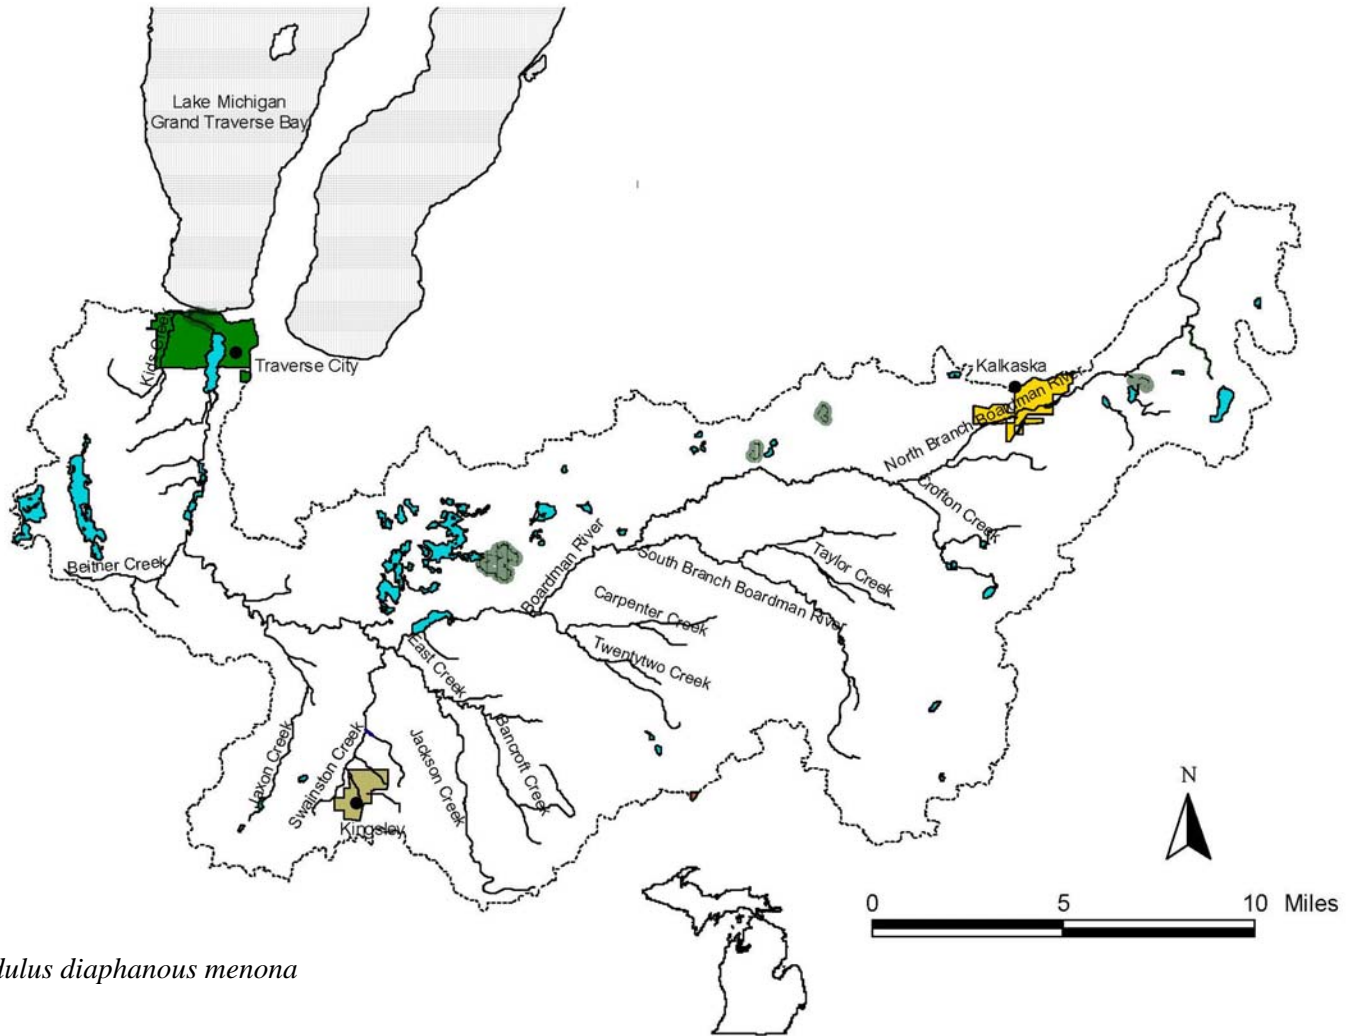 Lake Michigan
Grand Traverse Bay
Traverse City
Kalkaska
North Branch Boardman River
Crofton Creek
Beitner Creek
Boardman River
South Branch Boardman River
Taylor Creek
Carpenter Creek
Twentytwo Creek
East Creek
Bancroft Creek
Jackson Creek
Swainston Creek
Jaxon Creek
Kingsley
N
0 5 10 Miles
dulus diaphanous menona